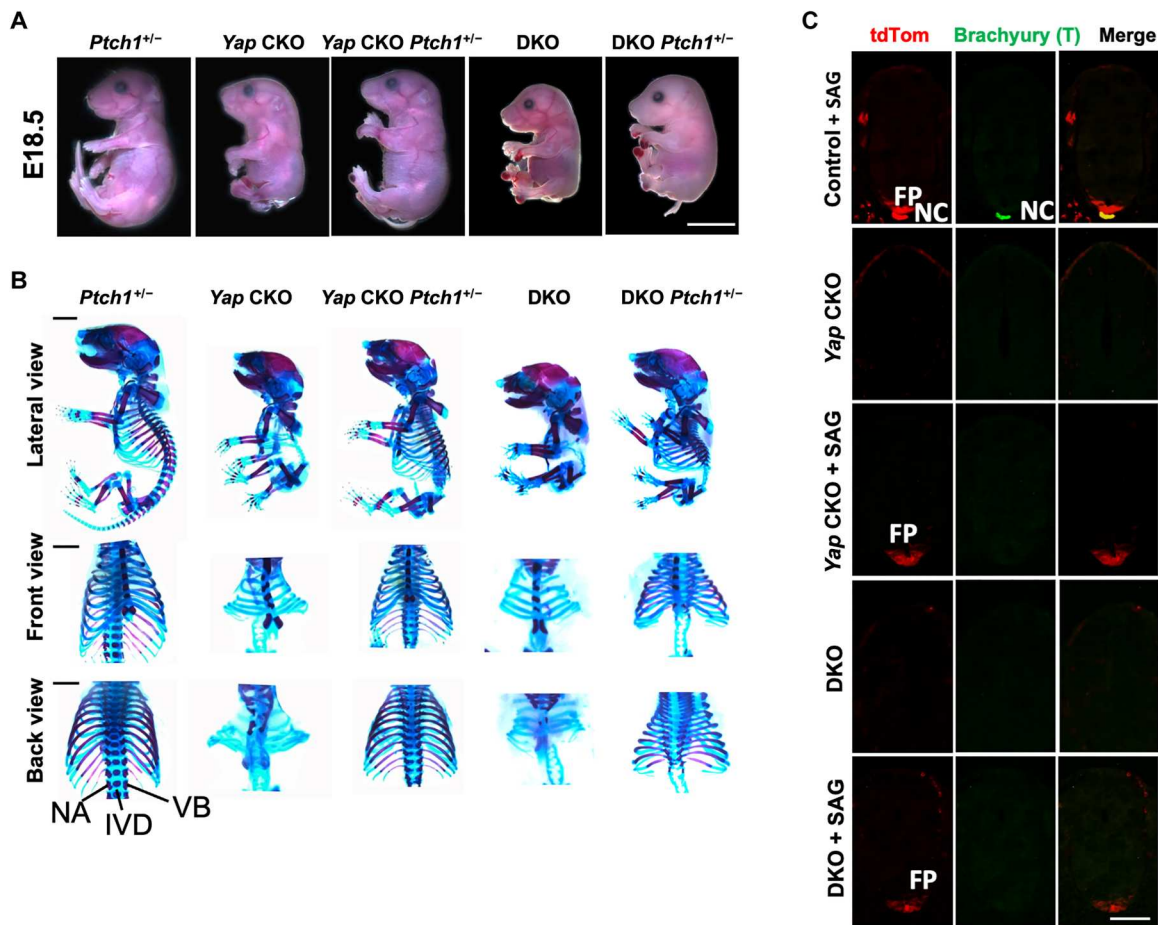 A
Ptch1+/−
Yap CKO
Yap CKO Ptch1+/−
DKO
DKO Ptch1+/−
E18.5
B
Ptch1+/−
Yap CKO
Yap CKO Ptch1+/−
DKO
DKO Ptch1+/−
Lateral view
Front view
Back view
NA
IVD
VB
C
tdTom
Brachyury (T)
Merge
Control + SAG
FP
NC
NC
Yap CKO
Yap CKO + SAG
FP
DKO
DKO + SAG
FP